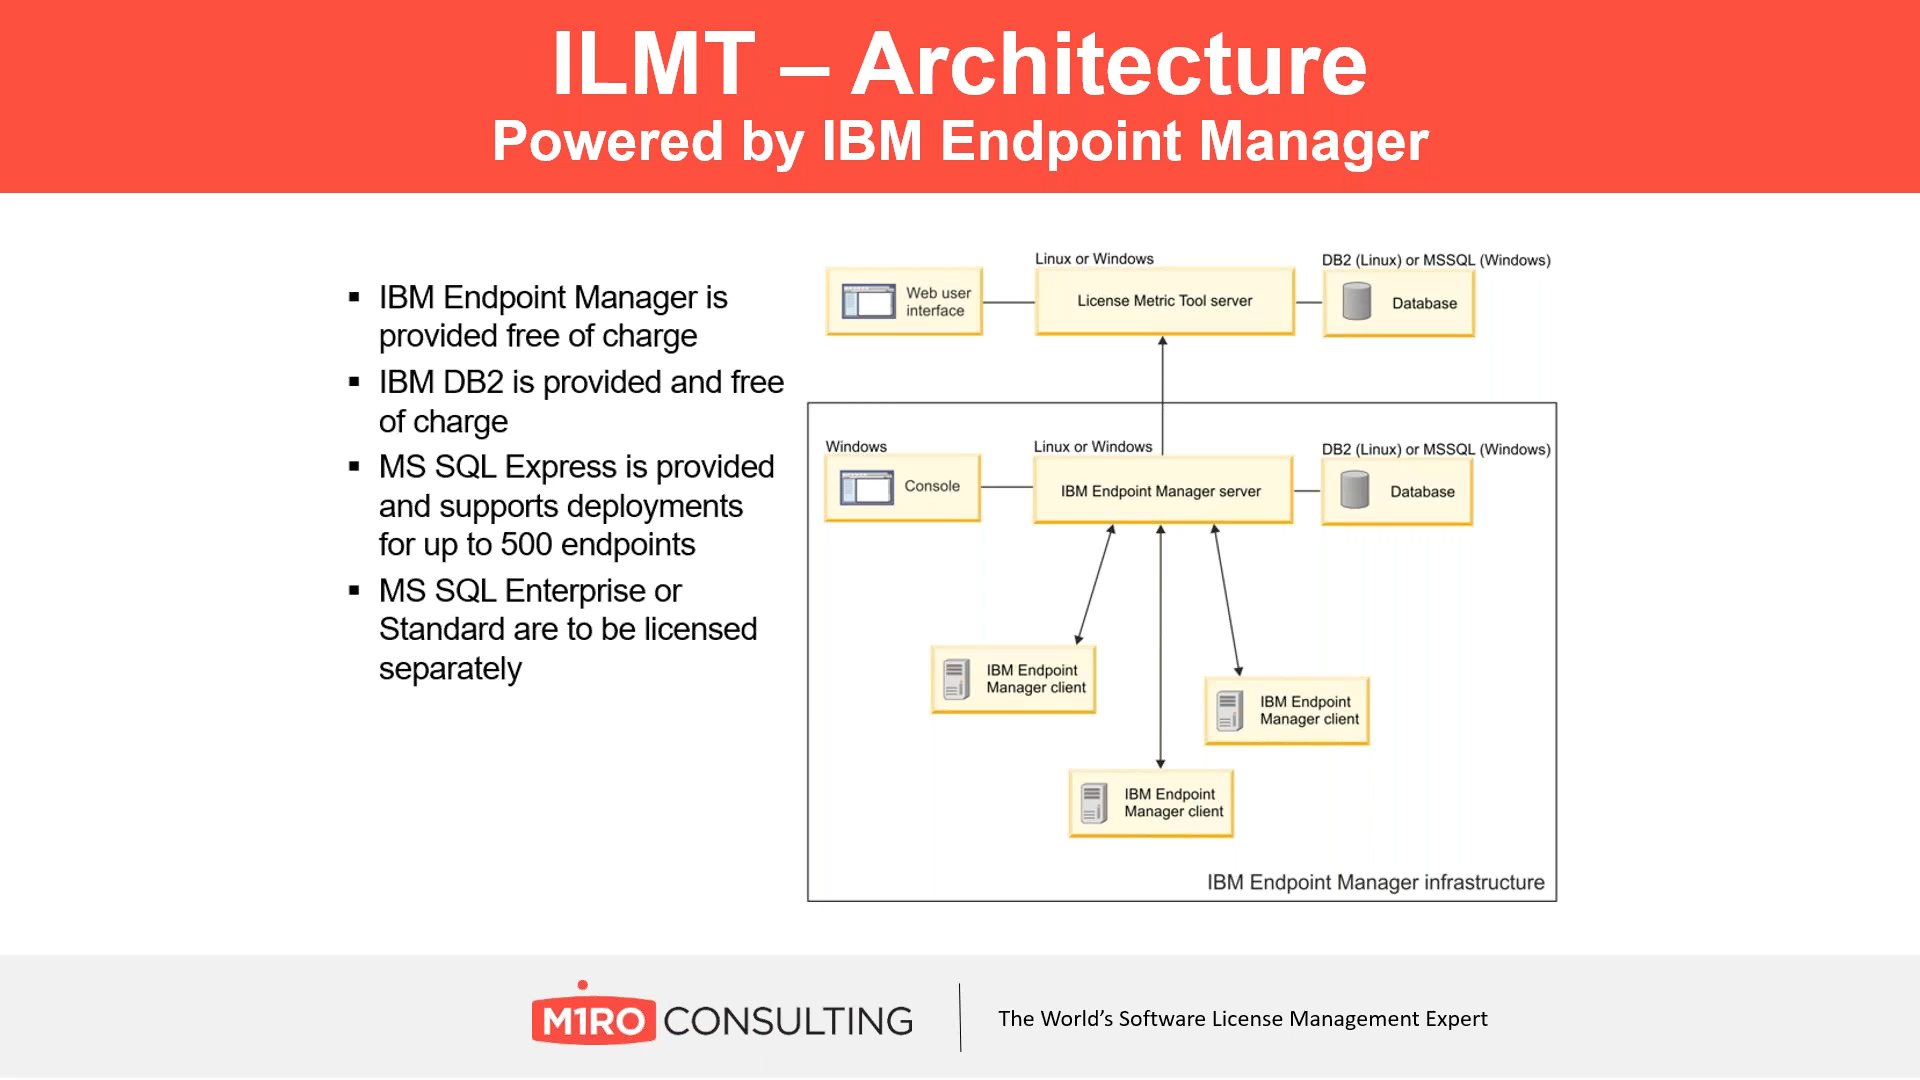 ILMT – Architecture
Powered by IBM Endpoint Manager
▪ IBM Endpoint Manager is
provided free of charge
▪ IBM DB2 is provided and free
of charge
▪ MS SQL Express is provided
and supports deployments
for up to 500 endpoints
▪ MS SQL Enterprise or
Standard are to be licensed
separately
Linux or Windows
DB2 (Linux) or MSSQL (Windows)
Web user
interface
License Metric Tool server
Database
Windows
Linux or Windows
DB2 (Linux) or MSSQL (Windows)
Console
IBM Endpoint Manager server
Database
IBM Endpoint
Manager client
IBM Endpoint
Manager client
IBM Endpoint
Manager client
IBM Endpoint Manager infrastructure
M1RO CONSULTING
The World's Software License Management Expert